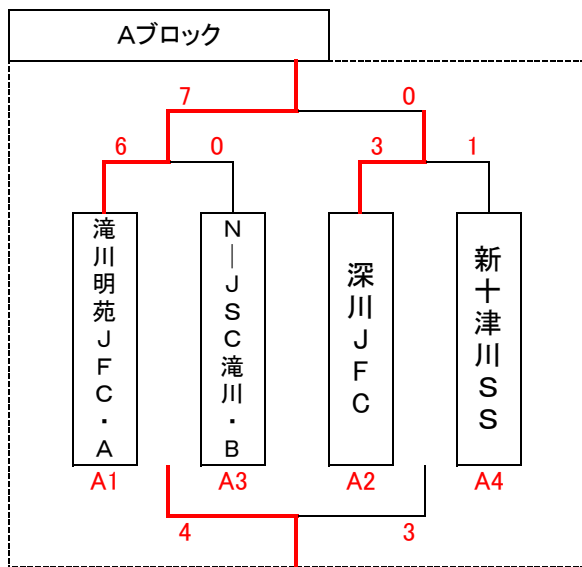 Aブロック
7 0
6 0 3 1
滝川明苑JFC・A
N―JSC滝川・B
深川JFC
新十津川SS
A1 A3 A2 A4
4 3